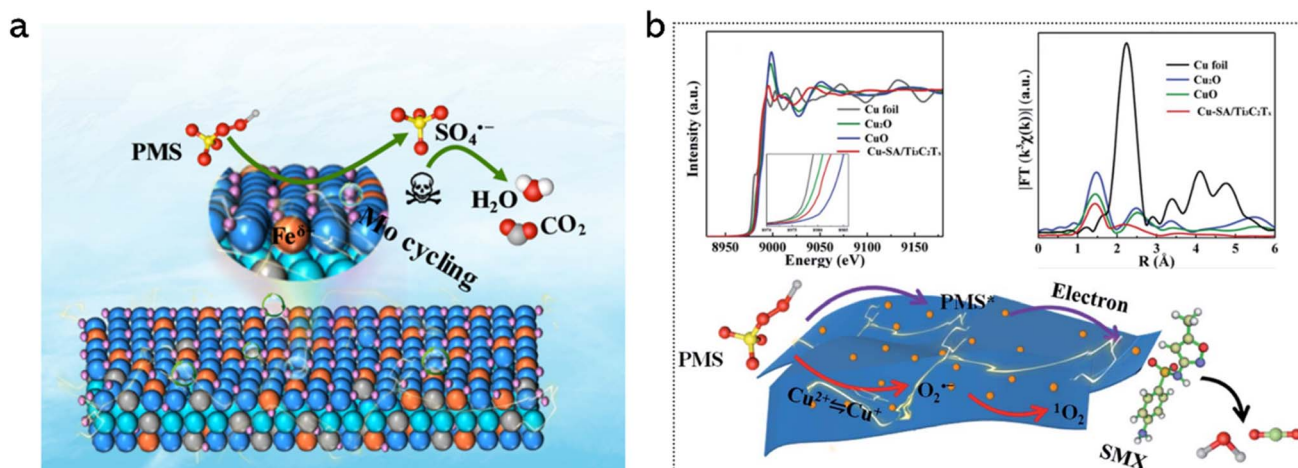 a
PMS
SO₄•−
H₂O
CO₂
Feδ⁺
Mo cycling
b
Intensity (a.u.)
Cu foil
Cu₂O
CuO
Cu-SA/Ti₃C₂Tₓ
8950 9000 9050 9100 9150
Energy (eV)
|FT (k³χ(k))| (a.u.)
Cu foil
Cu₂O
CuO
Cu-SA/Ti₃C₂Tₓ
0 1 2 3 4 5 6
R (Å)
PMS
PMS*
Electron
Cu²⁺⇌Cu⁺
O₂•−
¹O₂
SMX